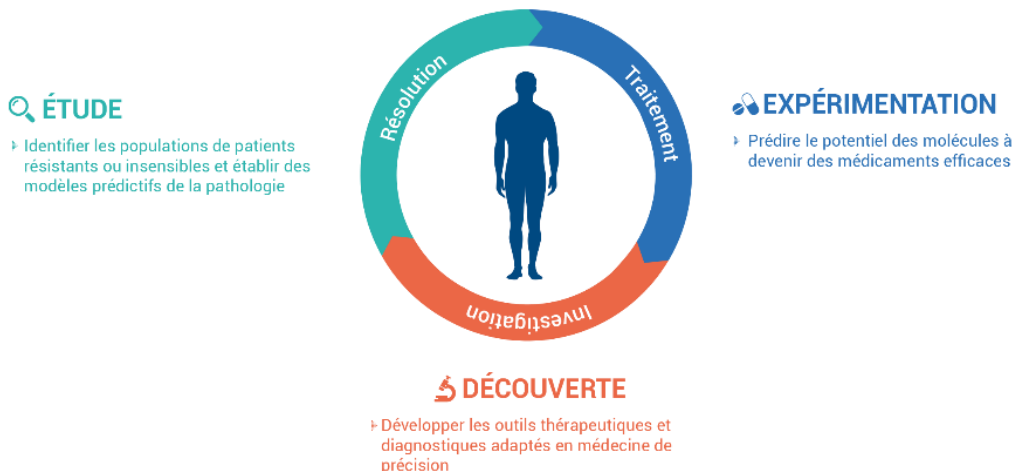 Résolution
Traitement
Investigation
ÉTUDE
Identifier les populations de patients
résistants ou insensibles et établir des
modèles prédictifs de la pathologie
EXPÉRIMENTATION
Prédire le potentiel des molécules à
devenir des médicaments efficaces
DÉCOUVERTE
Développer les outils thérapeutiques et
diagnostiques adaptés en médecine de
précision